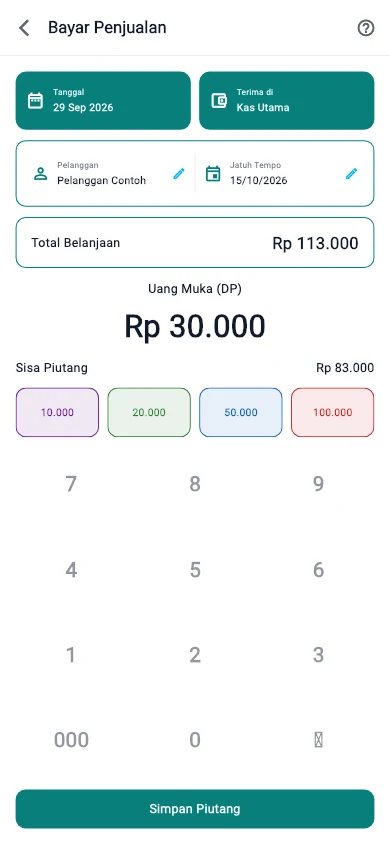 Bayar Penjualan
Tanggal
29 Sep 2026
Terima di
Kas Utama
Pelanggan
Pelanggan Contoh
Jatuh Tempo
15/10/2026
Total Belanjaan
Rp 113.000
Uang Muka (DP)
Rp 30.000
Sisa Piutang
Rp 83.000
10.000
20.000
50.000
100.000
7 8 9
4 5 6
1 2 3
000 0
Simpan Piutang